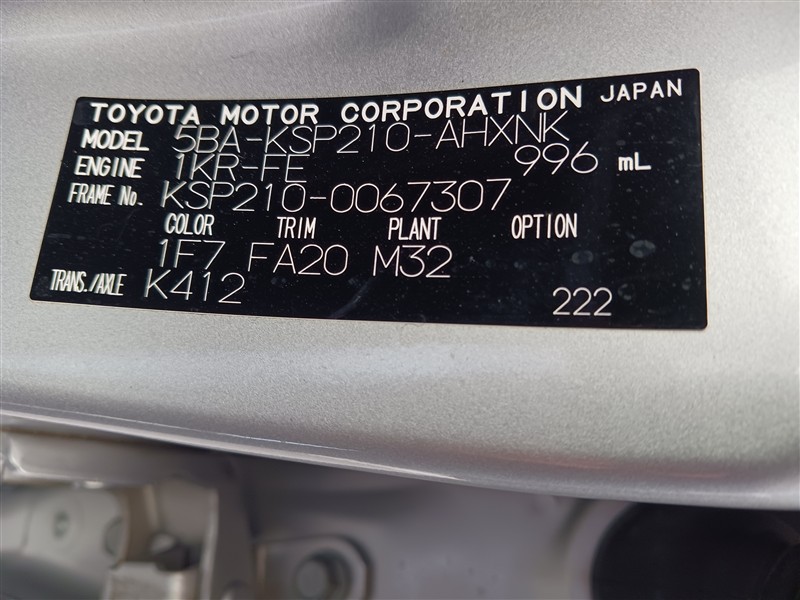 TOYOTA MOTOR CORPORATION JAPAN
MODEL 5BA-KSP210-AHXNK
ENGINE 1KR-FE 996 mL
FRAME No. KSP210-0067307
COLOR TRIM PLANT OPTION
1F7 FA20 M32
TRANS./AXLE K412
222